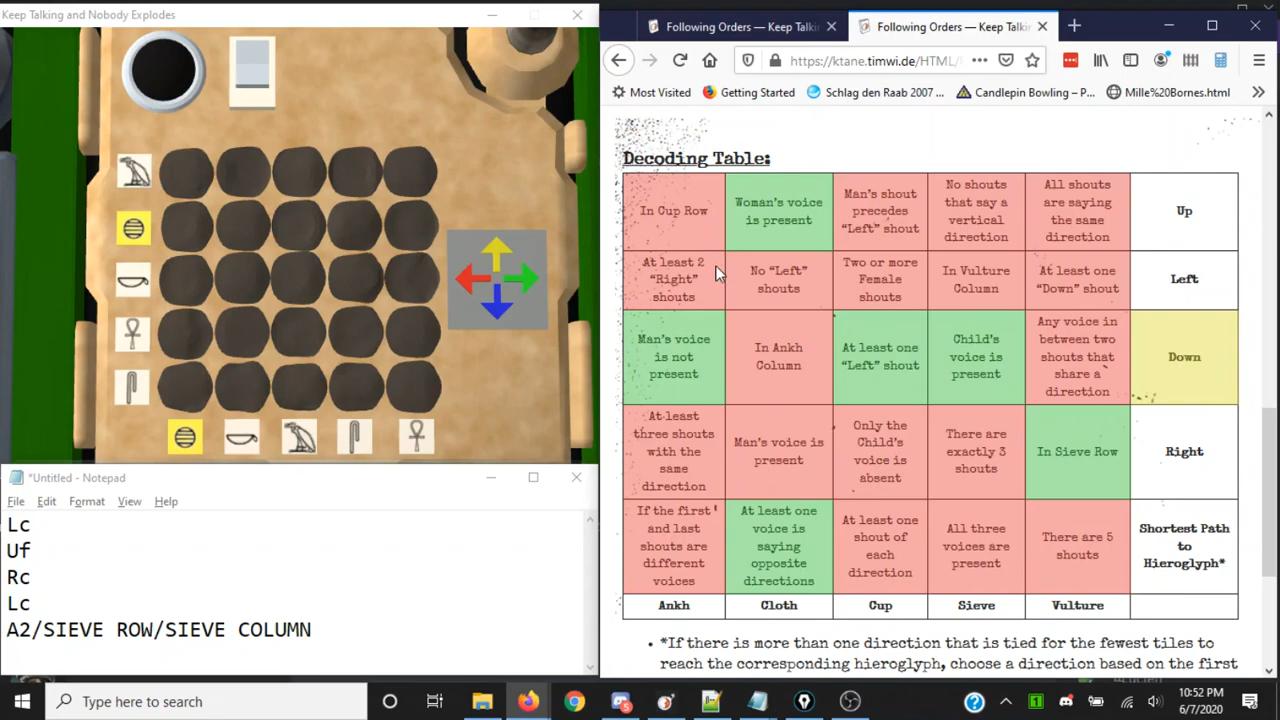 Keep Talking and Nobody Explodes
Following Orders — Keep Talkin
Following Orders — Keep Talkin
https://ktane.timwi.de/HTML/
Most Visited
Getting Started
Schlag den Raab 2007 ...
Candlepin Bowling – P...
Mille%20Bornes.html
Decoding Table:
In Cup Row
Woman's voice
is present
Man's shout
precedes
"Left" shout
No shouts
that say a
vertical
direction
All shouts
are saying
the same
direction
Up
At least 2
"Right"
shouts
No "Left"
shouts
Two or more
Female
shouts
In Vulture
Column
At least one
"Down" shout
Left
Man's voice
is not
present
In Ankh
Column
At least one
"Left" shout
Child's
voice is
present
Any voice in
between two
shouts that
share a
direction
Down
At least
three shouts
with the
same
direction
Man's voice is
present
Only the
Child's
voice is
absent
There are
exactly 3
shouts
In Sieve Row
Right
If the first
and last
shouts are
different
voices
At least one
voice is
saying
opposite
directions
At least one
shout of
each
direction
All three
voices are
present
There are 5
shouts
Shortest Path
to
Hieroglyph*
Ankh
Cloth
Cup
Sieve
Vulture
• *If there is more than one direction that is tied for the fewest tiles to
reach the corresponding hieroglyph, choose a direction based on the first
*Untitled - Notepad
File Edit Format View Help
Lc
Uf
Rc
Lc
A2/SIEVE ROW/SIEVE COLUMN
Type here to search
1
10:52 PM
6/7/2020